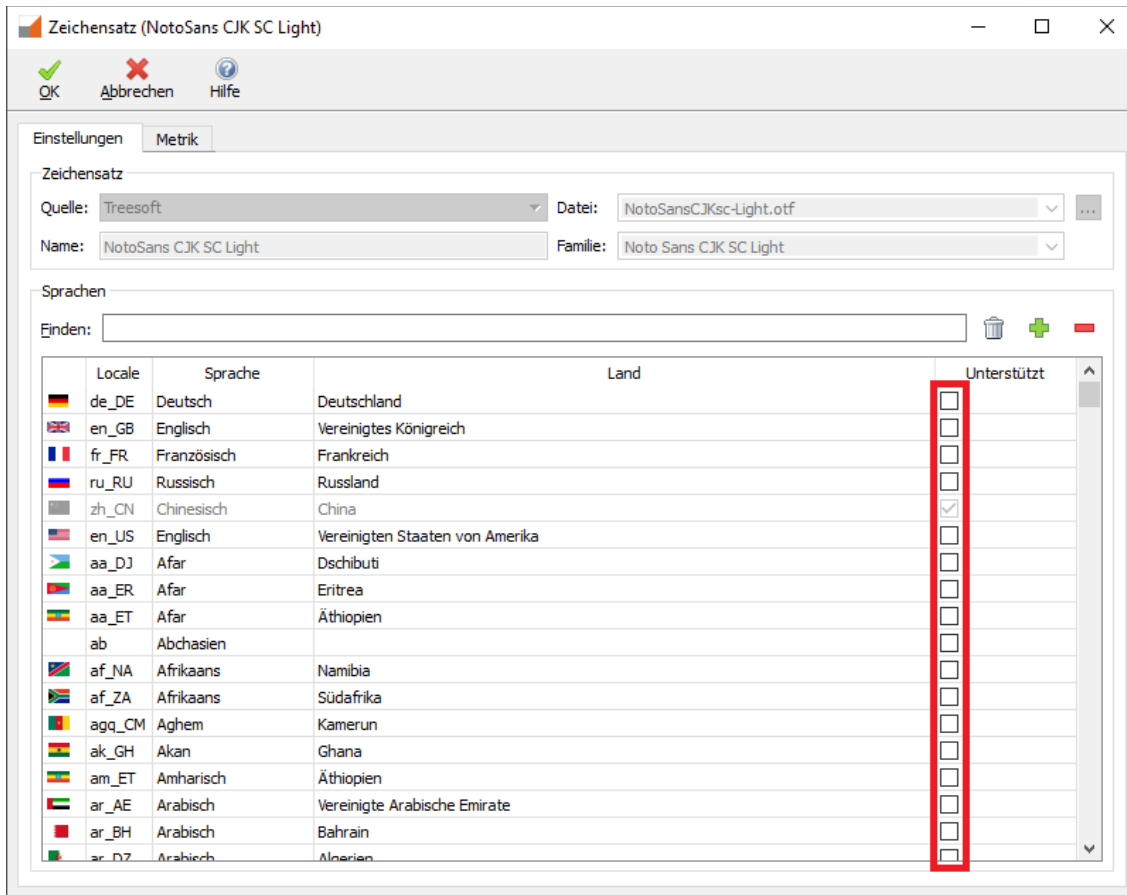 Zeichensatz (NotoSans CJK SC Light)
OK Abbrechen Hilfe
Einstellungen Metrik
Zeichensatz
Quelle: Treesoft Datei: NotoSansCJKsc-Light.otf ...
Name: NotoSans CJK SC Light Familie: Noto Sans CJK SC Light
Sprachen
Finden:
Locale Sprache Land Unterstützt
de_DE Deutsch Deutschland
en_GB Englisch Vereinigtes Königreich
fr_FR Französisch Frankreich
ru_RU Russisch Russland
zh_CN Chinesisch China
en_US Englisch Vereinigten Staaten von Amerika
aa_DJ Afar Dschibuti
aa_ER Afar Eritrea
aa_ET Afar Äthiopien
ab Abchasien
af_NA Afrikaans Namibia
af_ZA Afrikaans Südafrika
agq_CM Aghem Kamerun
ak_GH Akan Ghana
am_ET Amharisch Äthiopien
ar_AE Arabisch Vereinigte Arabische Emirate
ar_BH Arabisch Bahrain
ar_DZ Arabisch Algerien